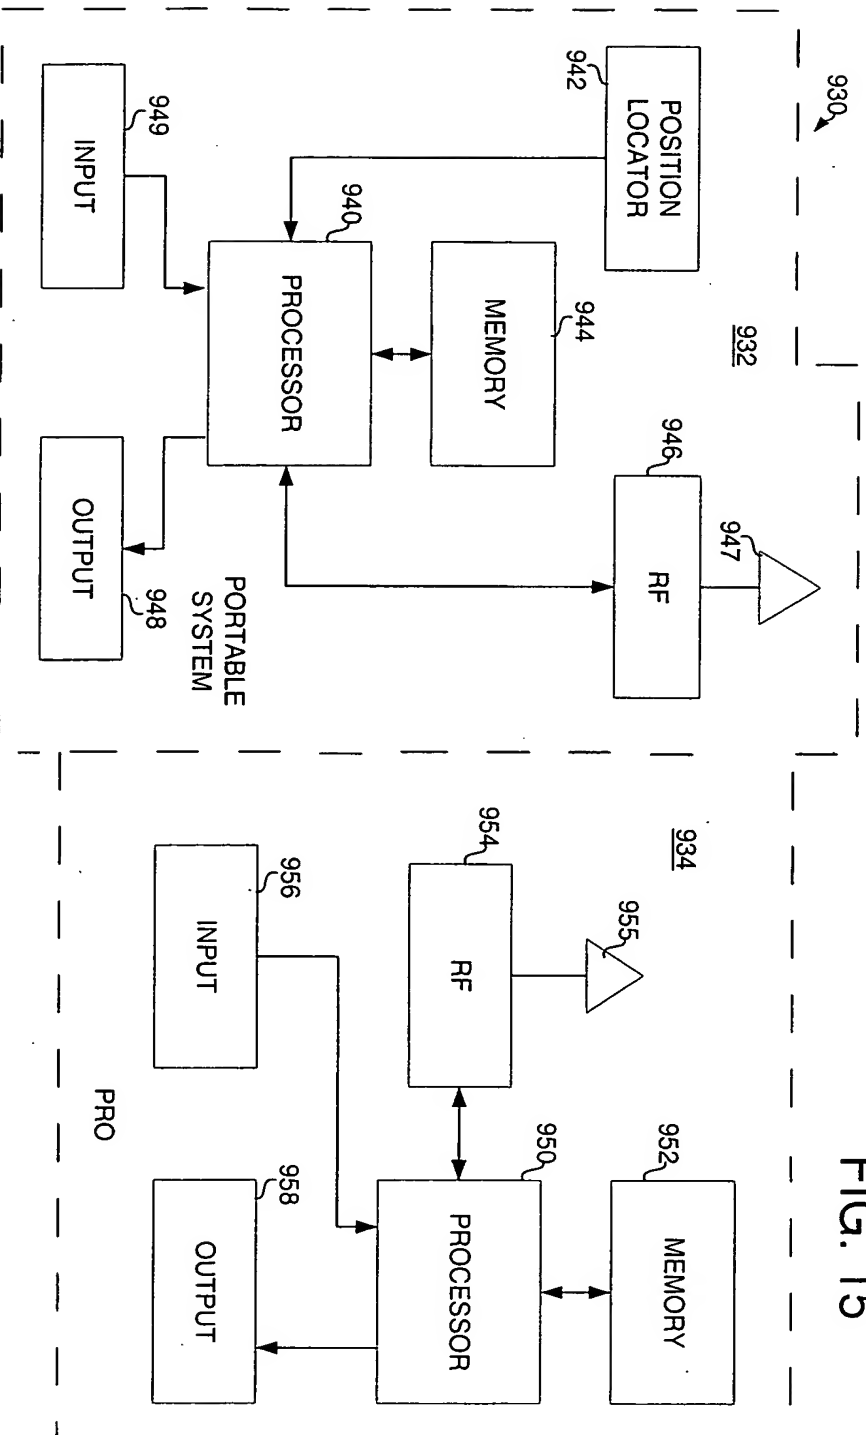 FIG. 15
930
932
942
POSITION
LOCATOR
947
946
RF
944
MEMORY
940
PROCESSOR
949
INPUT
948
OUTPUT
PORTABLE
SYSTEM
934
955
954
RF
952
MEMORY
950
PROCESSOR
956
INPUT
958
OUTPUT
PRO